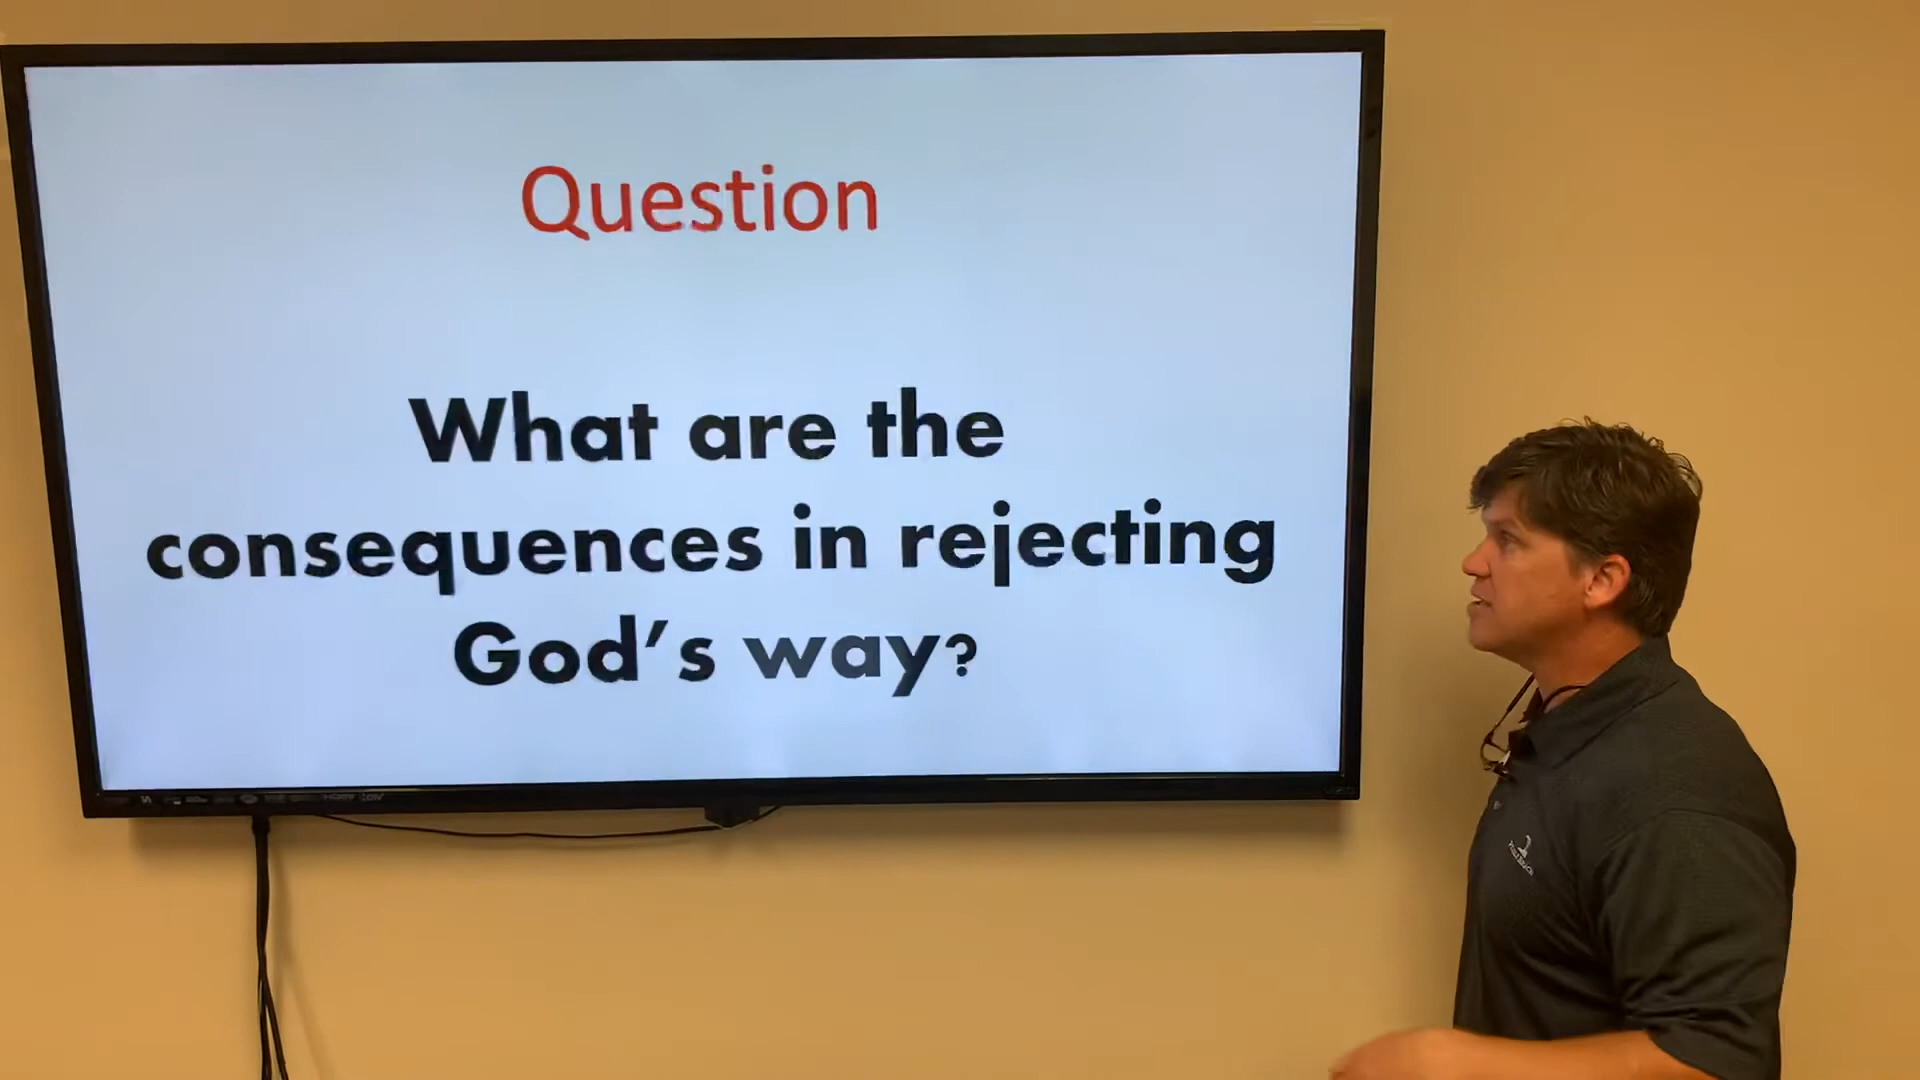 Question
What are the
consequences in rejecting
God's way?